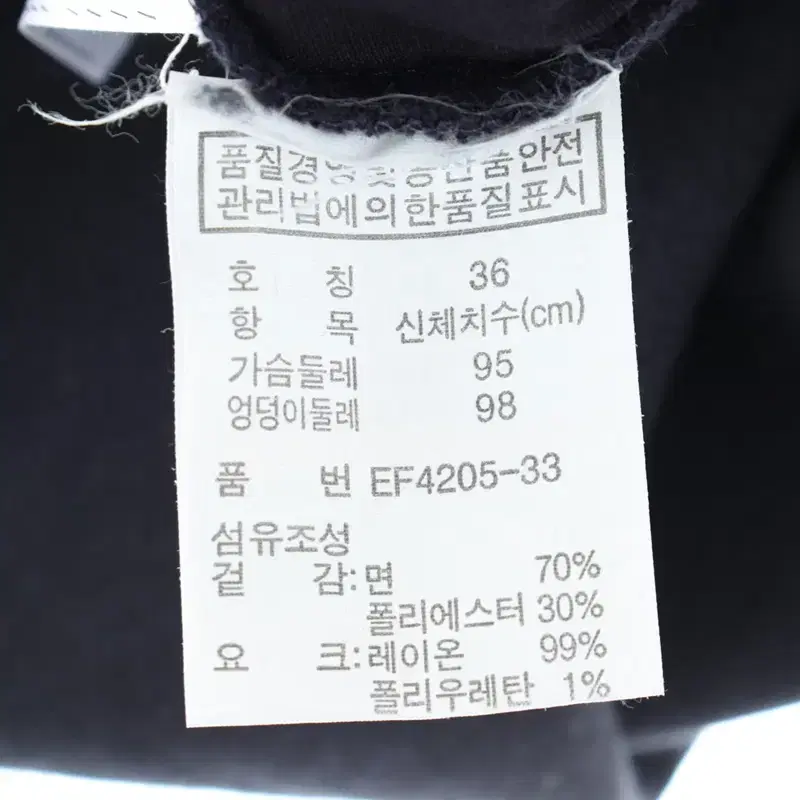 품질경영및공산품안전
관리법에의한품질표시
호 칭 36
항 목 신체치수(cm)
가슴둘레 95
엉덩이둘레 98
품 번 EF4205-33
섬유조성
겉 감:면 70%
폴리에스터 30%
요 크:레이온 99%
폴리우레탄 1%